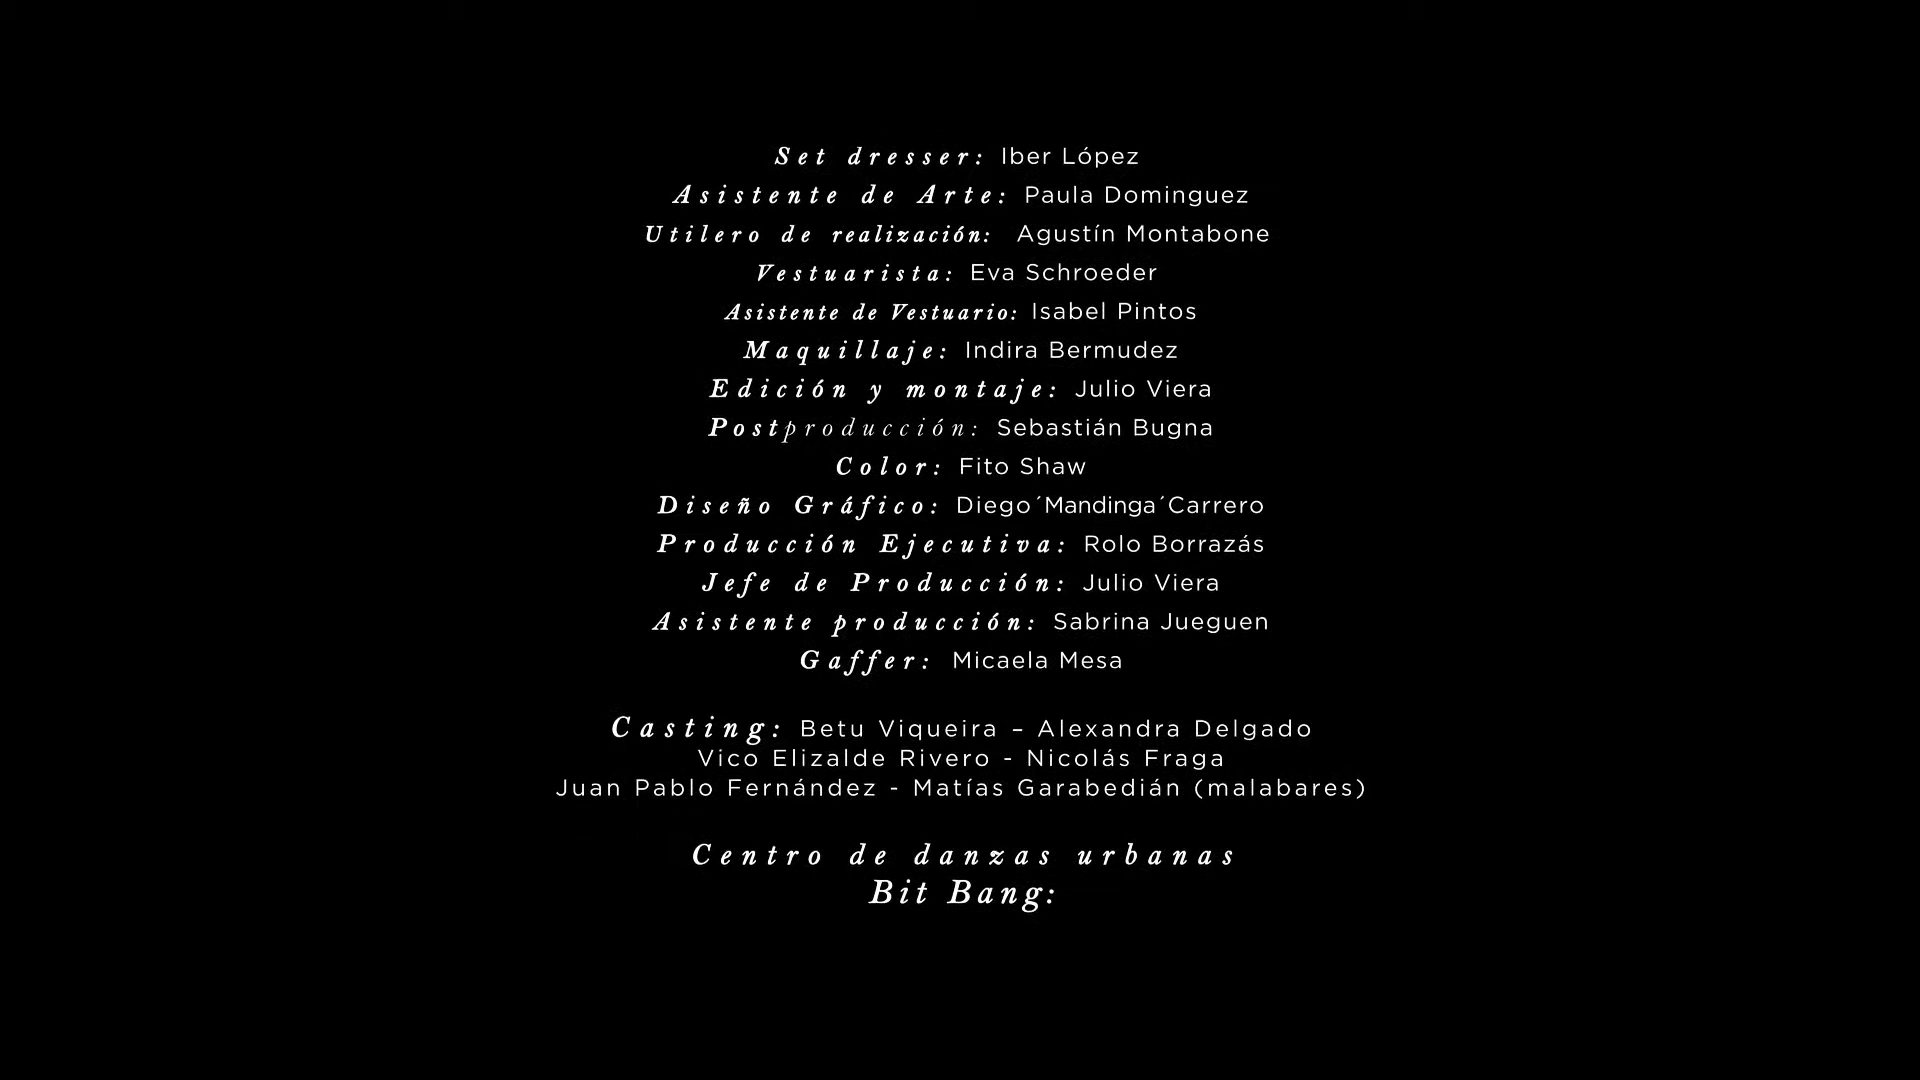 Set dresser: Iber López
Asistente de Arte: Paula Dominguez
Utilero de realización: Agustín Montabone
Vestuarista: Eva Schroeder
Asistente de Vestuario: Isabel Pintos
Maquillaje: Indira Bermudez
Edición y montaje: Julio Viera
Postproducción: Sebastián Bugna
Color: Fito Shaw
Diseño Gráfico: Diego´Mandinga´Carrero
Producción Ejecutiva: Rolo Borrazás
Jefe de Producción: Julio Viera
Asistente producción: Sabrina Jueguen
Gaffer: Micaela Mesa
Casting: Betu Viqueira – Alexandra Delgado
Vico Elizalde Rivero - Nicolás Fraga
Juan Pablo Fernández - Matías Garabedián (malabares)
Centro de danzas urbanas
Bit Bang: